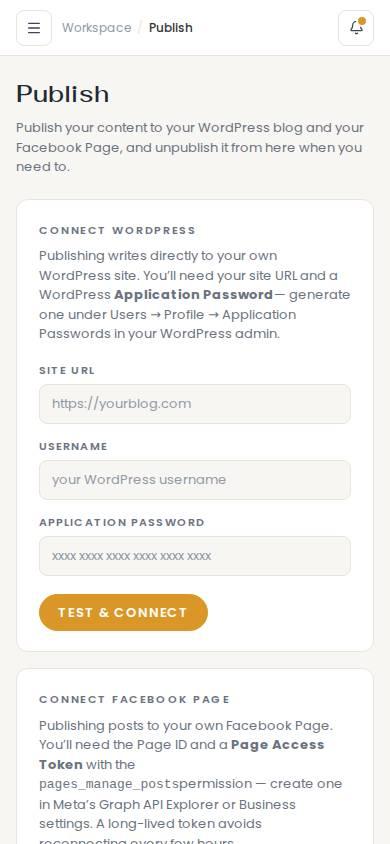 Workspace / Publish
Publish
Publish your content to your WordPress blog and your
Facebook Page, and unpublish it from here when you
need to.
CONNECT WORDPRESS
Publishing writes directly to your own
WordPress site. You’ll need your site URL and a
WordPress Application Password— generate
one under Users → Profile → Application
Passwords in your WordPress admin.
SITE URL
https://yourblog.com
USERNAME
your WordPress username
APPLICATION PASSWORD
xxxx xxxx xxxx xxxx xxxx xxxx
TEST & CONNECT
CONNECT FACEBOOK PAGE
Publishing posts to your own Facebook Page.
You’ll need the Page ID and a Page Access
Token with the
pages_manage_postspermission — create one
in Meta’s Graph API Explorer or Business
settings. A long-lived token avoids
reconnecting every few hours.